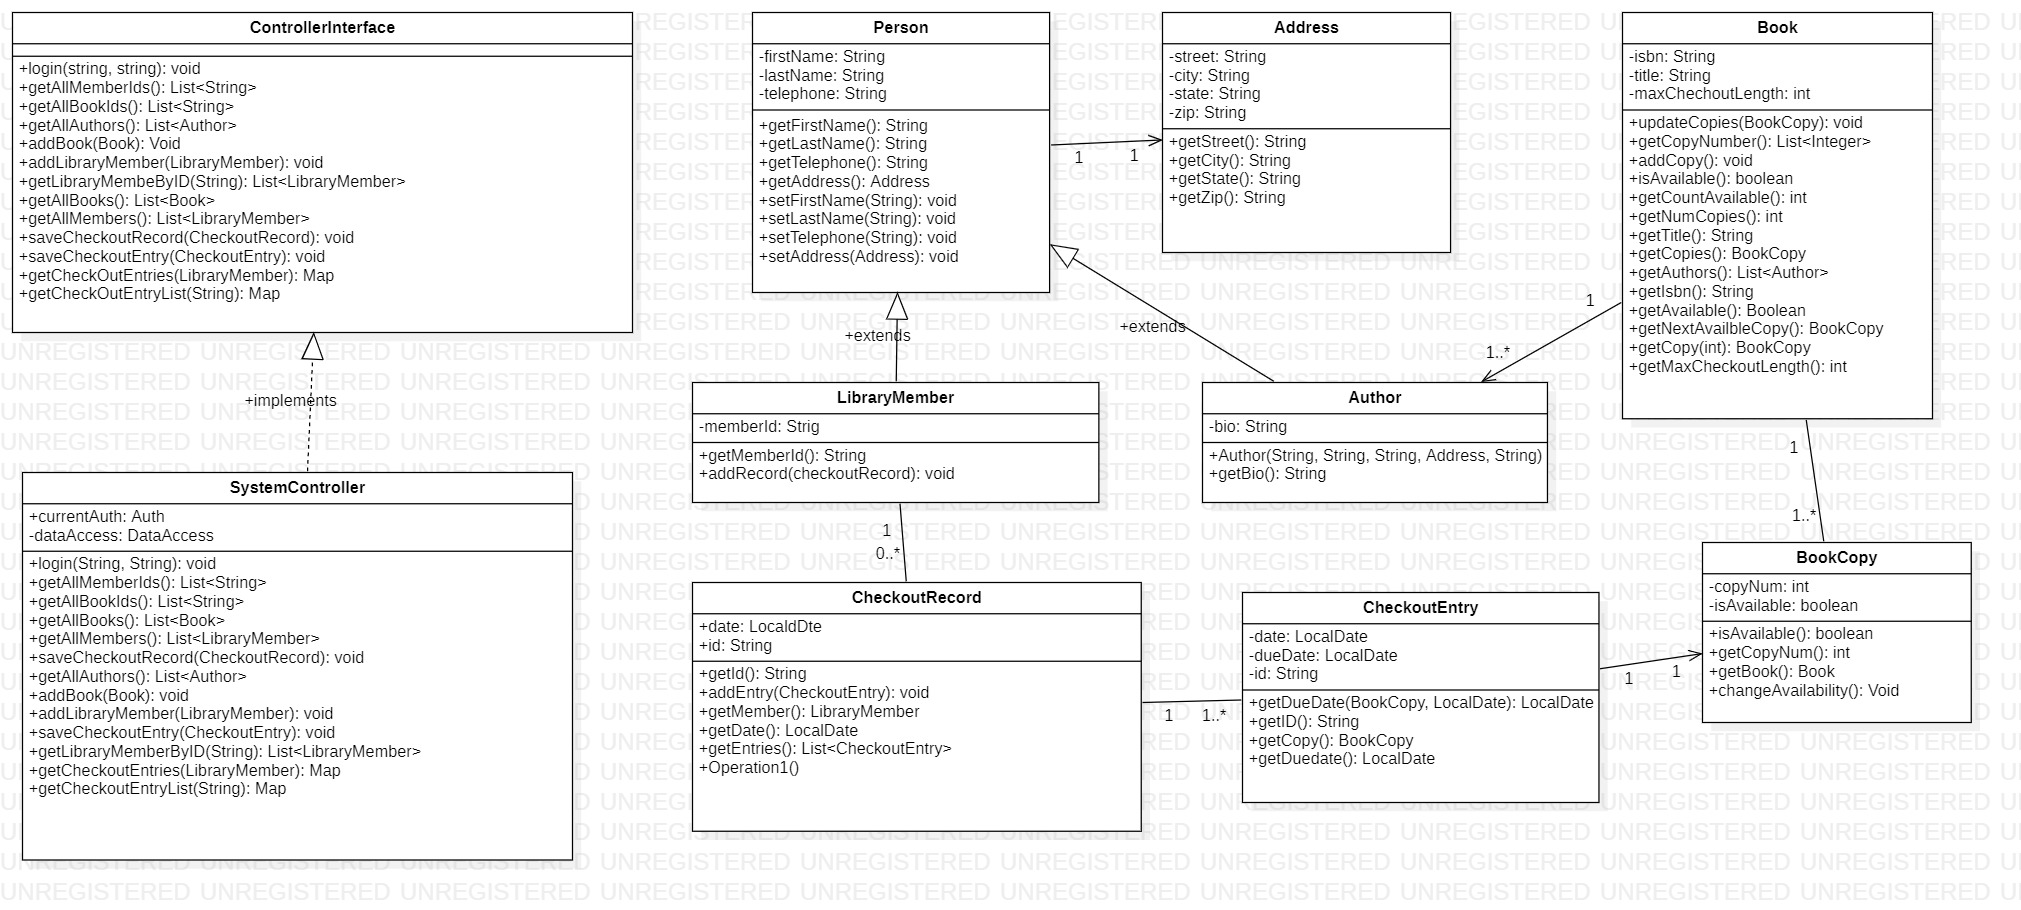 ControllerInterface
+login(string, string): void
+getAllMemberIds(): List<String>
+getAllBookIds(): List<String>
+getAllAuthors(): List<Author>
+addBook(Book): Void
+addLibraryMember(LibraryMember): void
+getLibraryMembeByID(String): List<LibraryMember>
+getAllBooks(): List<Book>
+getAllMembers(): List<LibraryMember>
+saveCheckoutRecord(CheckoutRecord): void
+saveCheckoutEntry(CheckoutEntry): void
+getCheckOutEntries(LibraryMember): Map
+getCheckOutEntryList(String): Map
+implements
SystemController
+currentAuth: Auth
-dataAccess: DataAccess
+login(String, String): void
+getAllMemberIds(): List<String>
+getAllBookIds(): List<String>
+getAllBooks(): List<Book>
+getAllMembers(): List<LibraryMember>
+saveCheckoutRecord(CheckoutRecord): void
+getAllAuthors(): List<Author>
+addBook(Book): void
+addLibraryMember(LibraryMember): void
+saveCheckoutEntry(CheckoutEntry): void
+getLibraryMemberByID(String): List<LibraryMember>
+getCheckoutEntries(LibraryMember): Map
+getCheckoutEntryList(String): Map
Person
-firstName: String
-lastName: String
-telephone: String
+getFirstName(): String
+getLastName(): String
+getTelephone(): String
+getAddress(): Address
+setFirstName(String): void
+setLastName(String): void
+setTelephone(String): void
+setAddress(Address): void
1
1
Address
-street: String
-city: String
-state: String
-zip: String
+getStreet(): String
+getCity(): String
+getState(): String
+getZip(): String
+extends
+extends
LibraryMember
-memberId: Strig
+getMemberId(): String
+addRecord(checkoutRecord): void
Author
-bio: String
+Author(String, String, String, Address, String)
+getBio(): String
1
1..*
Book
-isbn: String
-title: String
-maxChechoutLength: int
+updateCopies(BookCopy): void
+getCopyNumber(): List<Integer>
+addCopy(): void
+isAvailable(): boolean
+getCountAvailable(): int
+getNumCopies(): int
+getTitle(): String
+getCopies(): BookCopy
+getAuthors(): List<Author>
+getIsbn(): String
+getAvailable(): Boolean
+getNextAvailbleCopy(): BookCopy
+getCopy(int): BookCopy
+getMaxCheckoutLength(): int
1
1..*
1
0..*
CheckoutRecord
+date: LocaldDte
+id: String
+getId(): String
+addEntry(CheckoutEntry): void
+getMember(): LibraryMember
+getDate(): LocalDate
+getEntries(): List<CheckoutEntry>
+Operation1()
1
1..*
CheckoutEntry
-date: LocalDate
-dueDate: LocalDate
-id: String
+getDueDate(BookCopy, LocalDate): LocalDate
+getID(): String
+getCopy(): BookCopy
+getDuedate(): LocalDate
1
1
BookCopy
-copyNum: int
-isAvailable: boolean
+isAvailable(): boolean
+getCopyNum(): int
+getBook(): Book
+changeAvailability(): Void